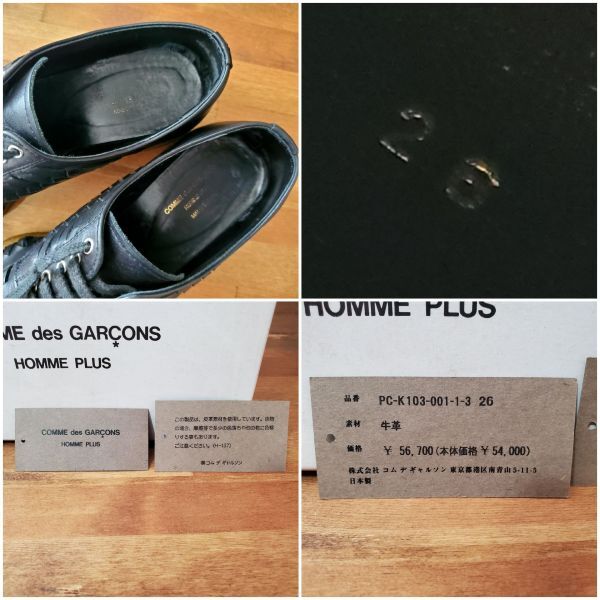 COMME
26
ME des GARÇONS
HOMME PLUS
COMME des GARÇONS
HOMME PLUS
この製品は、皮革素材を使用しています。衣物
ご注意ください。(H-137)
㈱コム デ ギャルソン
HOMME PLUS
品番 PC-K103-001-1-3 26
素材 牛革
価格 ¥ 56,700(本体価格 ¥ 54,000)
株式会社 コム デ ギャルソン 東京都港区南青山5-11-5
日本製